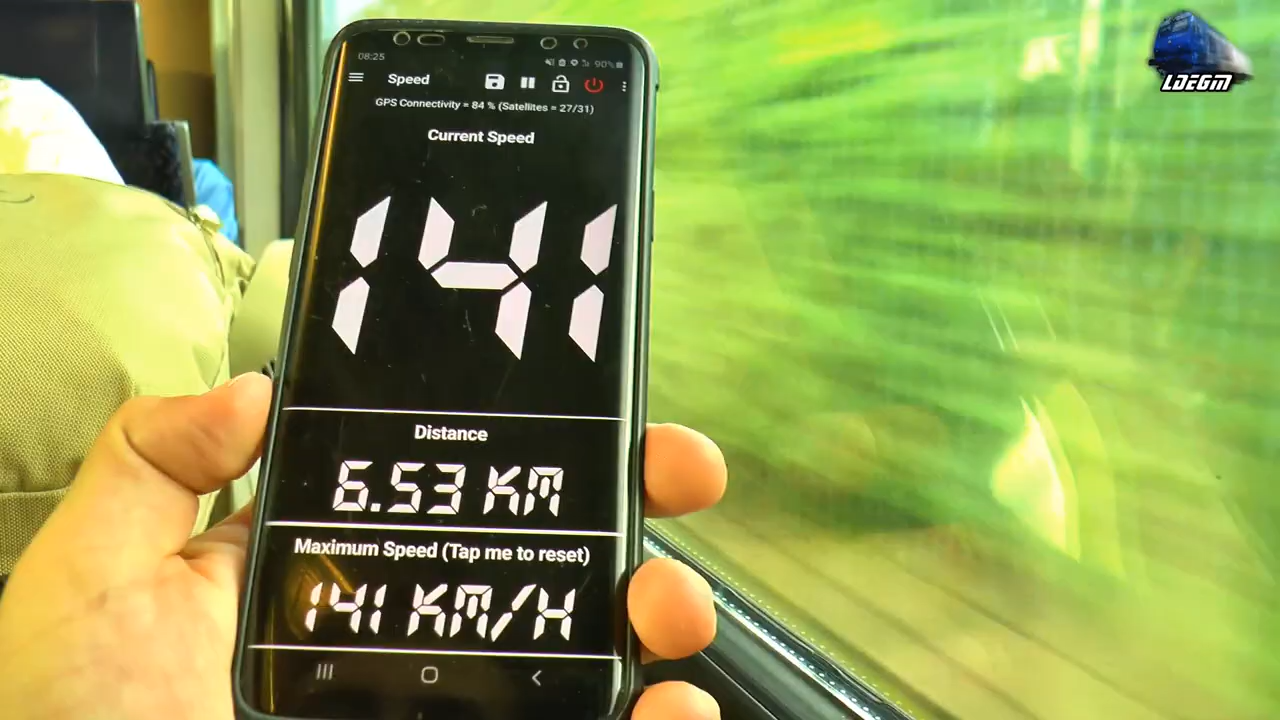 08:25
90%
Speed
GPS Connectivity = 84 % (Satellites = 27/31)
Current Speed
141
Distance
6.53 KM
Maximum Speed (Tap me to reset)
141 KM/H
LDEGM